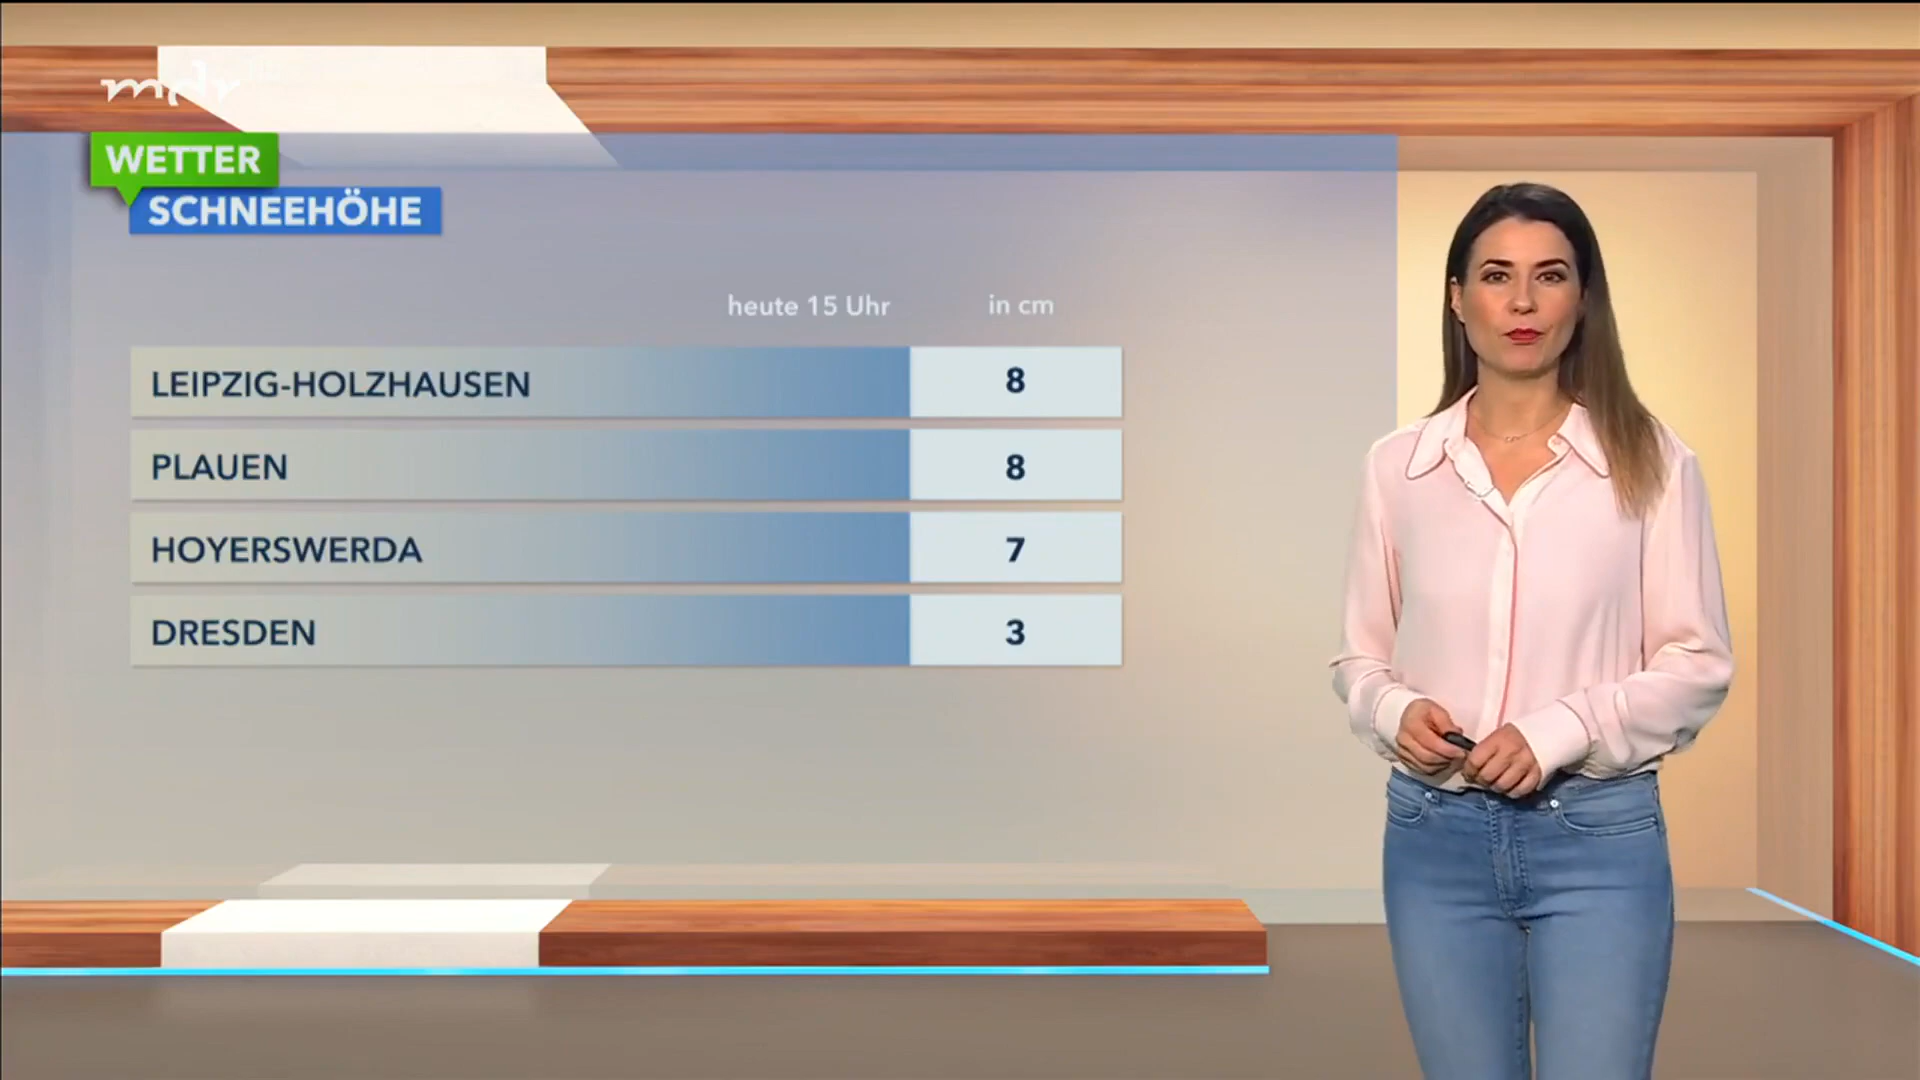 mdr
WETTER
SCHNEEHÖHE
heute 15 Uhr in cm
LEIPZIG-HOLZHAUSEN 8
PLAUEN 8
HOYERSWERDA 7
DRESDEN 3